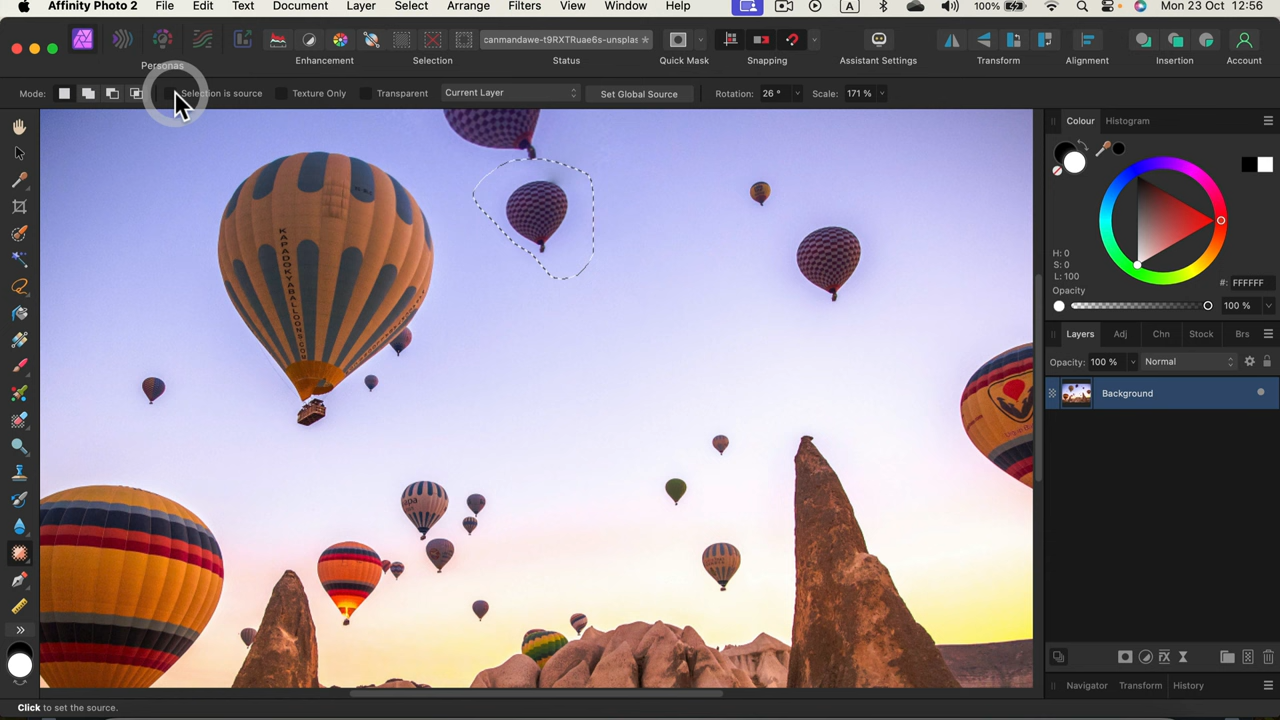 Affinity Photo 2 File Edit Text Document Layer Select Arrange Filters View Window Help 100% A Mon 23 Oct 12:56
canmandawe-t9RXTRuae6s-unsplas *
Personas Enhancement Selection Status Quick Mask Snapping Assistant Settings Transform Alignment Insertion Account
Mode: Selection is source Texture Only Transparent Current Layer Set Global Source Rotation: 26 ° Scale: 171 %
Colour Histogram
H: 0
S: 0
L: 100
#: FFFFFF
Opacity
100 %
Layers Adj Chn Stock Brs
Opacity: 100 % Normal
Background
KAPADOKYABALLOONS.COM
Navigator Transform History
Click to set the source.